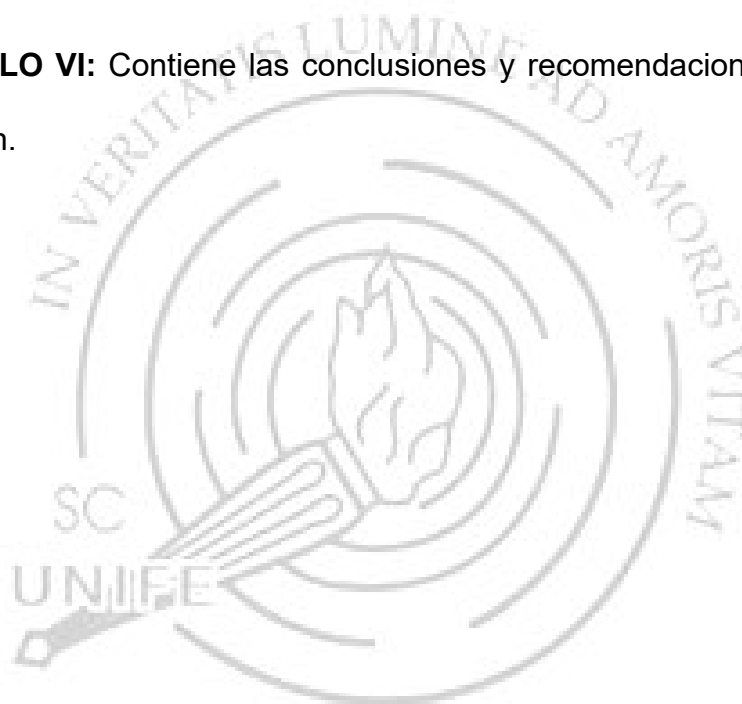 LO VI: Contiene las conclusiones y recomendacion
n.
IN VERITATIS LUMINE AD AMORIS VITAM
SC
UNIFE